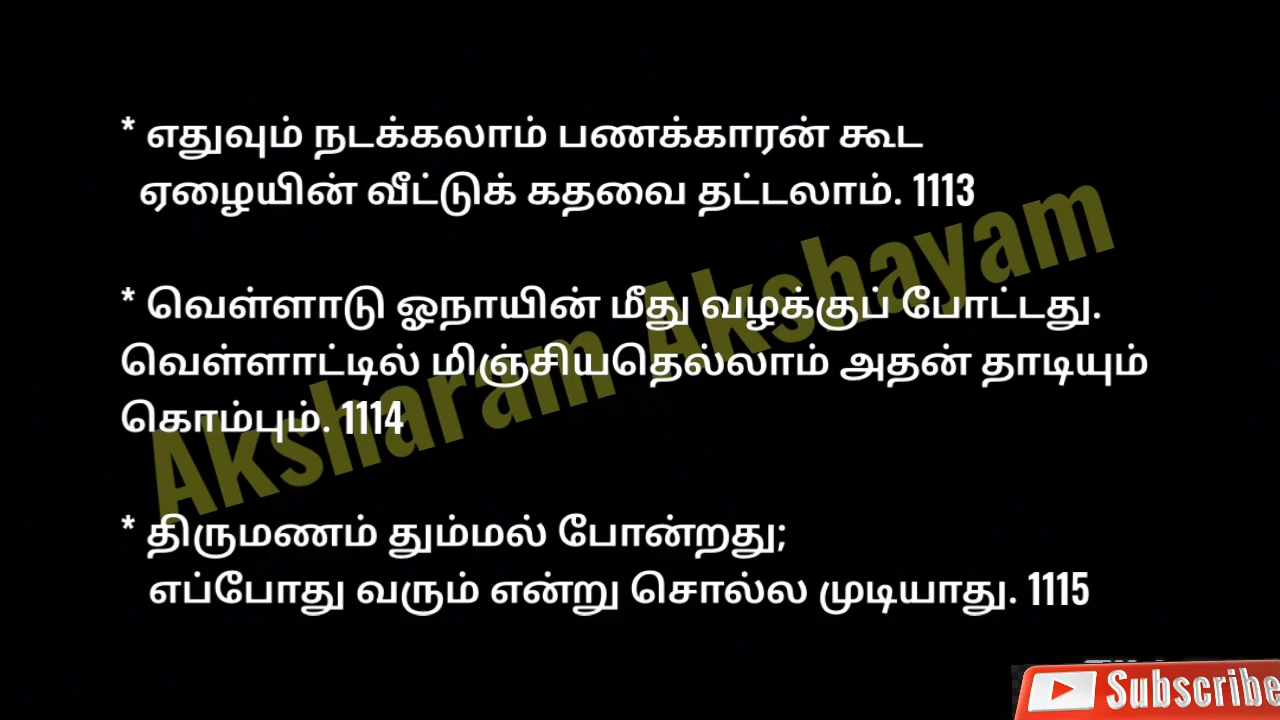 * எதுவும் நடக்கலாம் பணக்காரன் கூட
ஏழையின் வீட்டுக் கதவை தட்டலாம். 1113
* வெள்ளாடு ஓநாயின் மீது வழக்குப் போட்டது.
வெள்ளாட்டில் மிஞ்சியதெல்லாம் அதன் தாடியும்
கொம்பும். 1114
* திருமணம் தும்மல் போன்றது;
எப்போது வரும் என்று சொல்ல முடியாது. 1115
Aksharam Akshayam
Subscribe